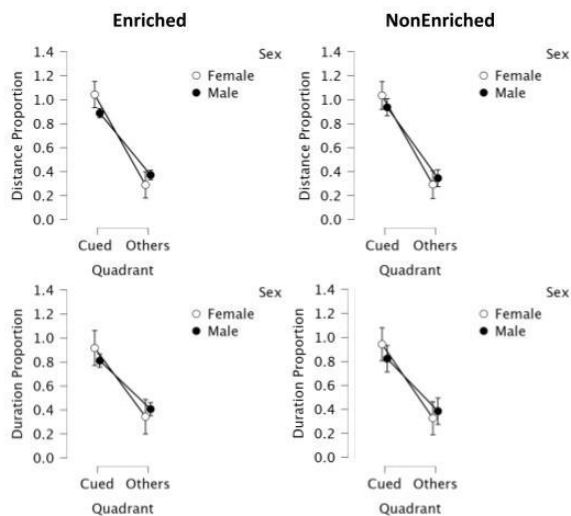 Enriched
NonEnriched
Distance Proportion
1.4
1.2
1.0
0.8
0.6
0.4
0.2
0.0
Cued Others
Quadrant
Sex
Female
Male
Distance Proportion
1.4
1.2
1.0
0.8
0.6
0.4
0.2
0.0
Cued Others
Quadrant
Sex
Female
Male
Duration Proportion
1.4
1.2
1.0
0.8
0.6
0.4
0.2
0.0
Cued Others
Quadrant
Sex
Female
Male
Duration Proportion
1.4
1.2
1.0
0.8
0.6
0.4
0.2
0.0
Cued Others
Quadrant
Sex
Female
Male